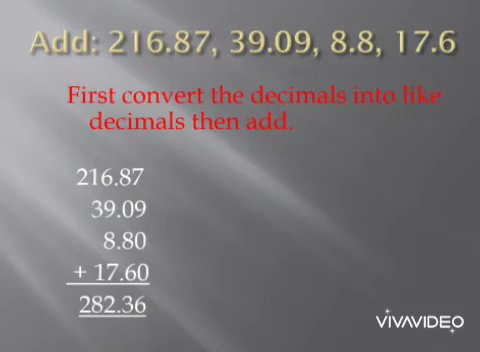 Add: 216.87, 39.09, 8.8, 17.6
First convert the decimals into like
decimals then add.
216.87
39.09
8.80
+ 17.60
282.36
VIVAVIDEO